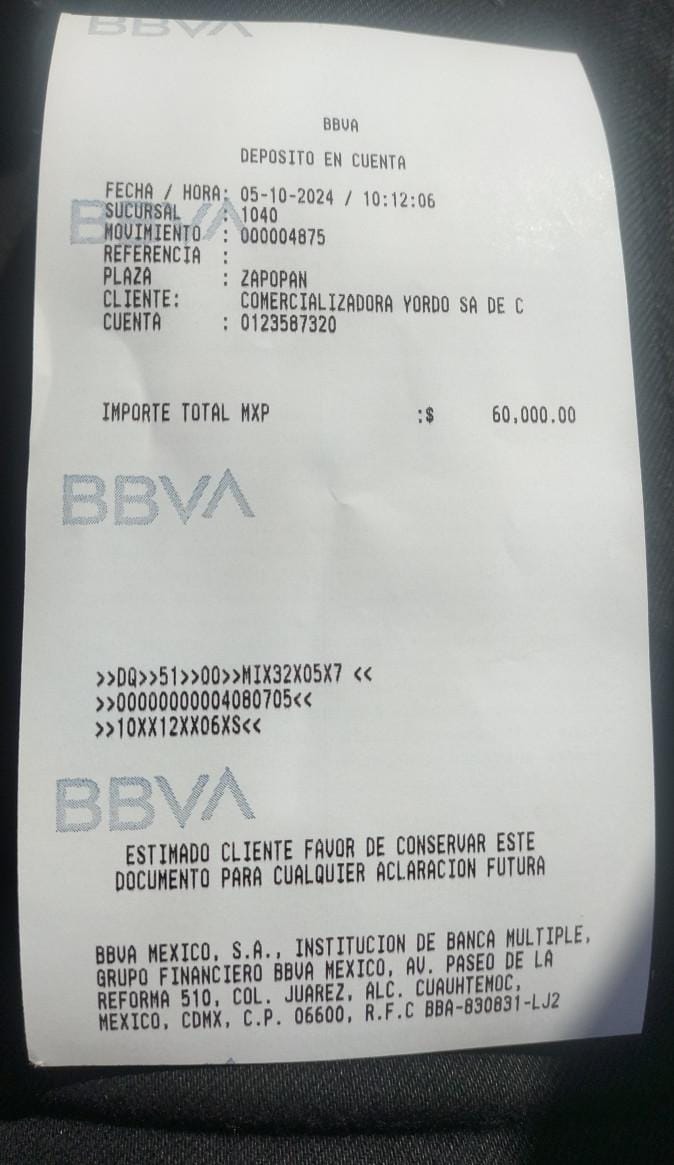 BBVA
BBVA
DEPOSITO EN CUENTA
FECHA / HORA: 05-10-2024 / 10:12:06
SUCURSAL : 1040
MOVIMIENTO : 000004875
REFERENCIA :
PLAZA : ZAPOPAN
CLIENTE: COMERCIALIZADORA YORDO SA DE C
CUENTA : 0123587320
BBVA
IMPORTE TOTAL MXP :$ 60,000.00
BBVA
>>DQ>>51>>00>>MIX32X05X7 <<
>>00000000004080705<<
>>10XX12XX06XS<<
BBVA
ESTIMADO CLIENTE FAVOR DE CONSERVAR ESTE
DOCUMENTO PARA CUALQUIER ACLARACION FUTURA
BBVA MEXICO, S.A., INSTITUCION DE BANCA MULTIPLE,
GRUPO FINANCIERO BBVA MEXICO, AV. PASEO DE LA
REFORMA 510, COL. JUAREZ, ALC. CUAUHTEMOC,
MEXICO, CDMX, C.P. 06600, R.F.C BBA-830831-LJ2